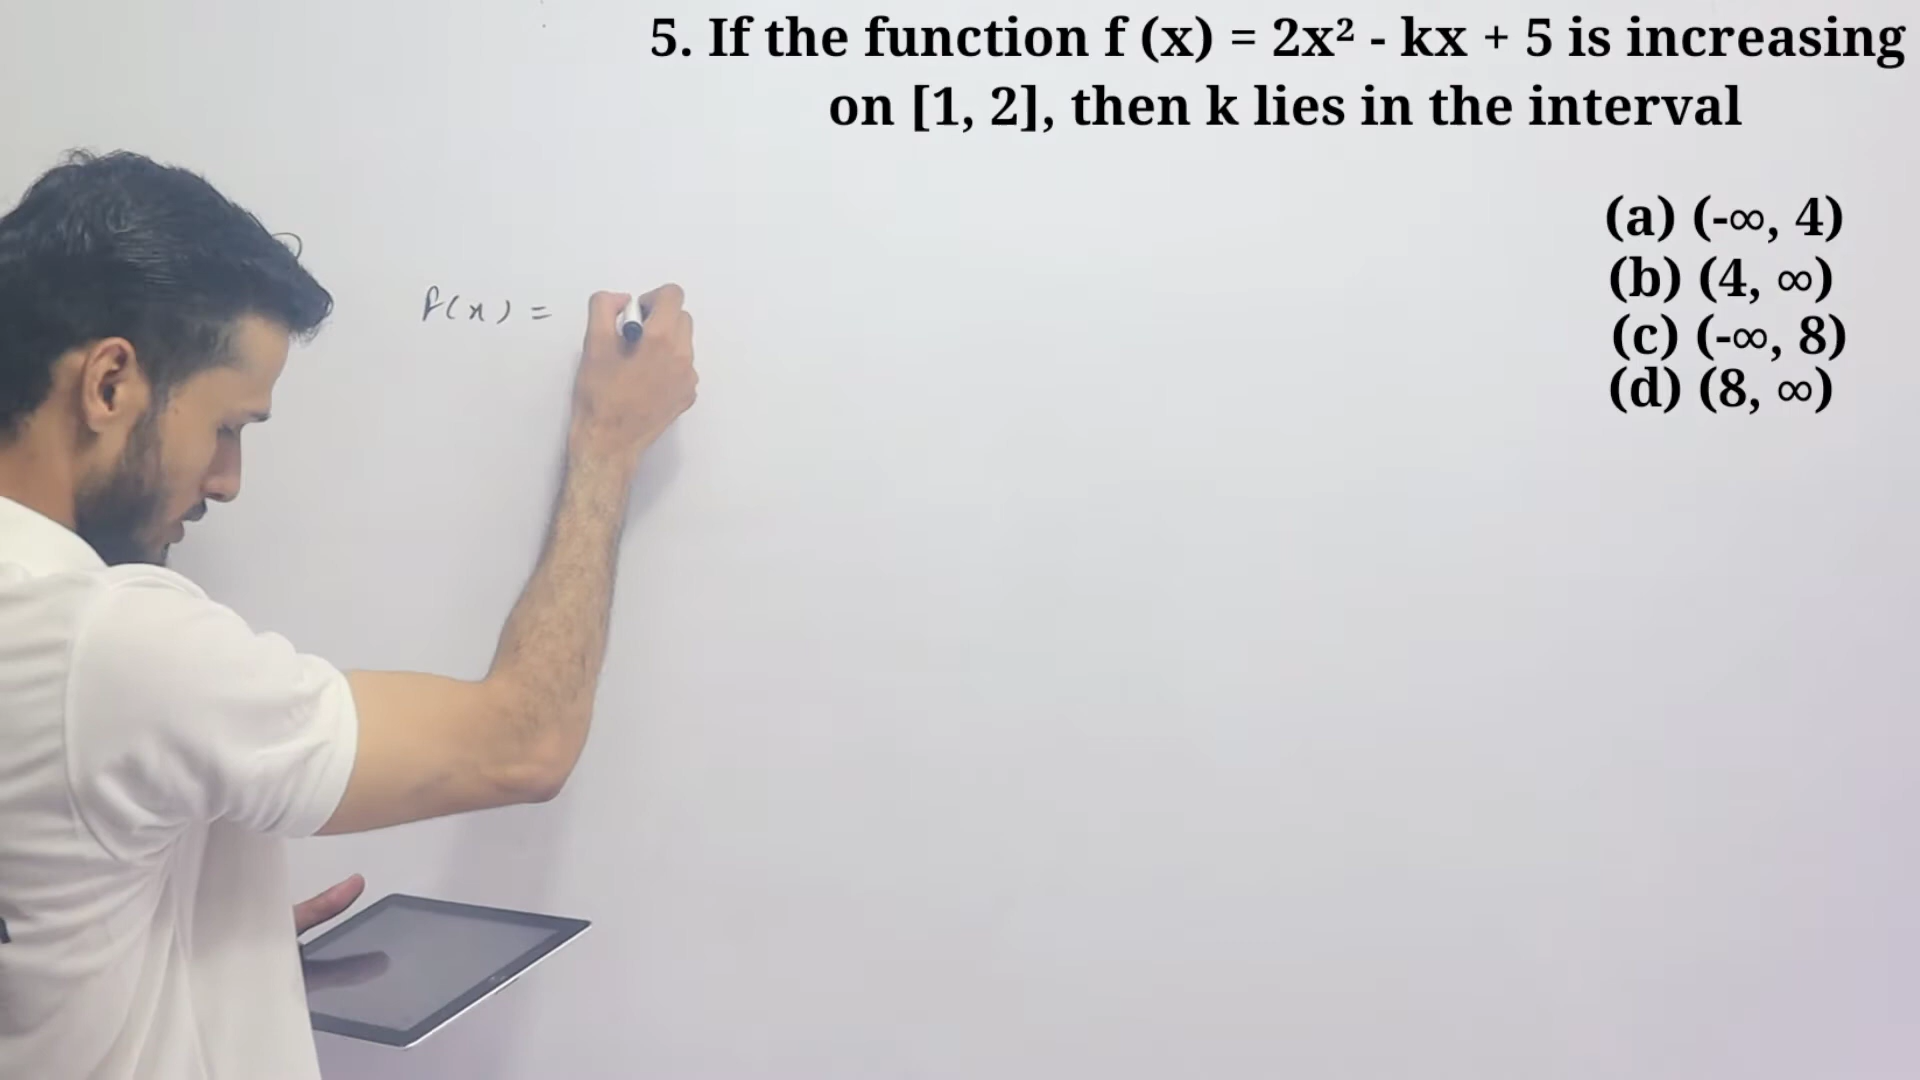 5. If the function f (x) = 2x² - kx + 5 is increasing
on [1, 2], then k lies in the interval
(a) (-∞, 4)
(b) (4, ∞)
(c) (-∞, 8)
(d) (8, ∞)
f(x) =